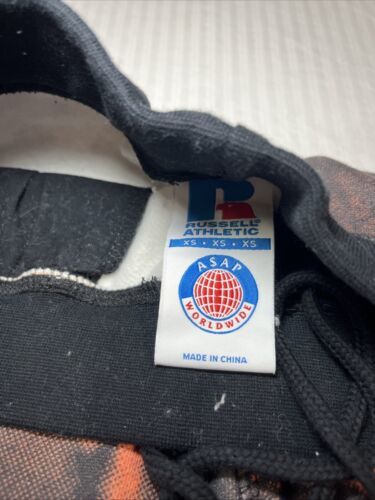 R
RUSSELL®
ATHLETIC
XS • XS • XS
A$AP
WORLDWIDE
MADE IN CHINA